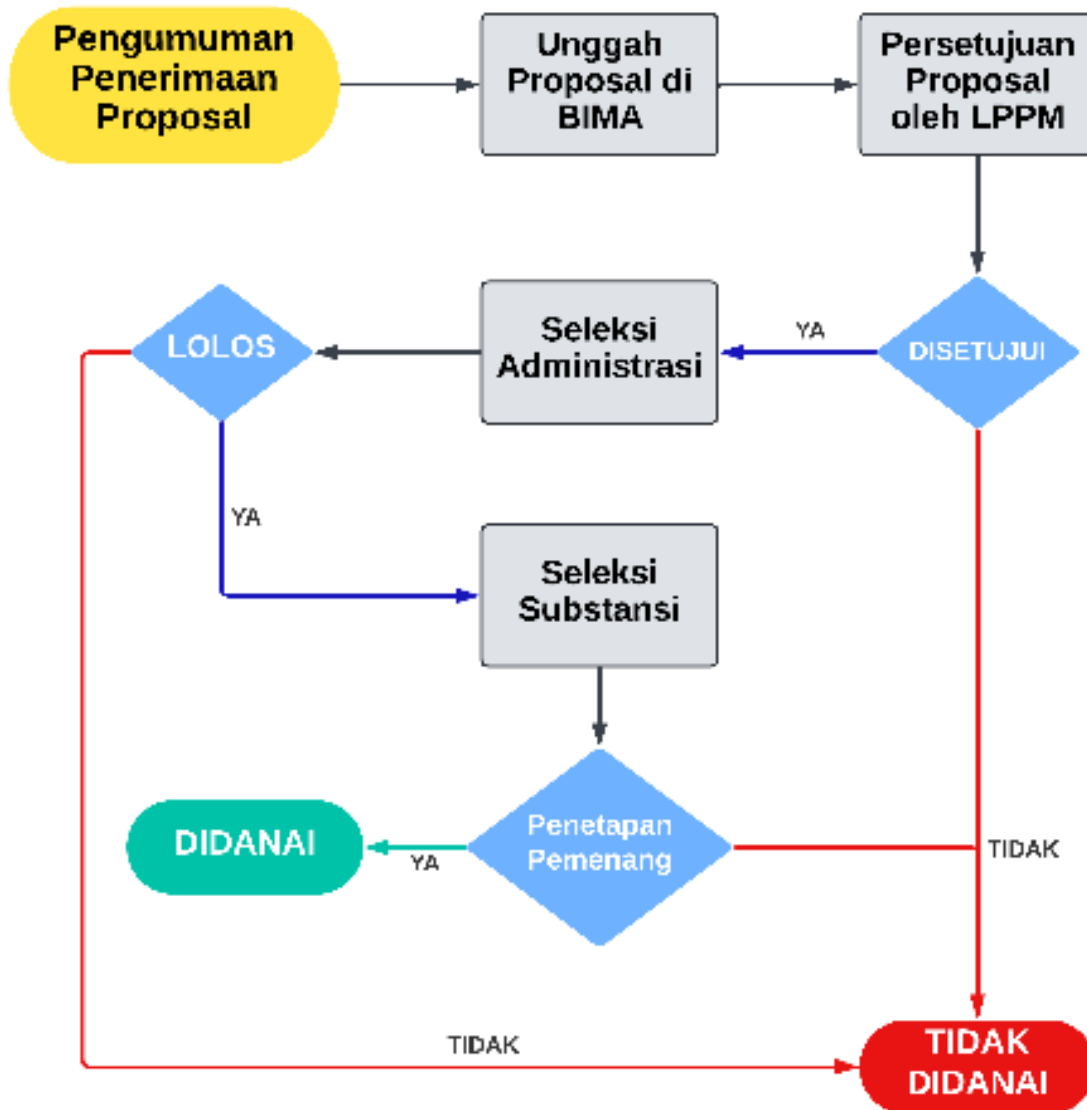 Pengumuman
Penerimaan
Proposal
Unggah
Proposal di
BIMA
Persetujuan
Proposal
oleh LPPM
LOLOS
Seleksi
Administrasi
YA
DISETUJUI
YA
Seleksi
Substansi
DIDANAI
YA
Penetapan
Pemenang
TIDAK
TIDAK
TIDAK
DIDANAI